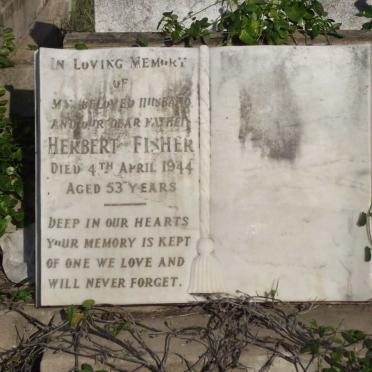 IN LOVING MEMORY
OF
MY BELOVED HUSBAND
AND OUR DEAR FATHER
HERBERT FISHER
DIED 4TH APRIL 1944
AGED 53 YEARS
DEEP IN OUR HEARTS
YOUR MEMORY IS KEPT
OF ONE WE LOVE AND
WILL NEVER FORGET.